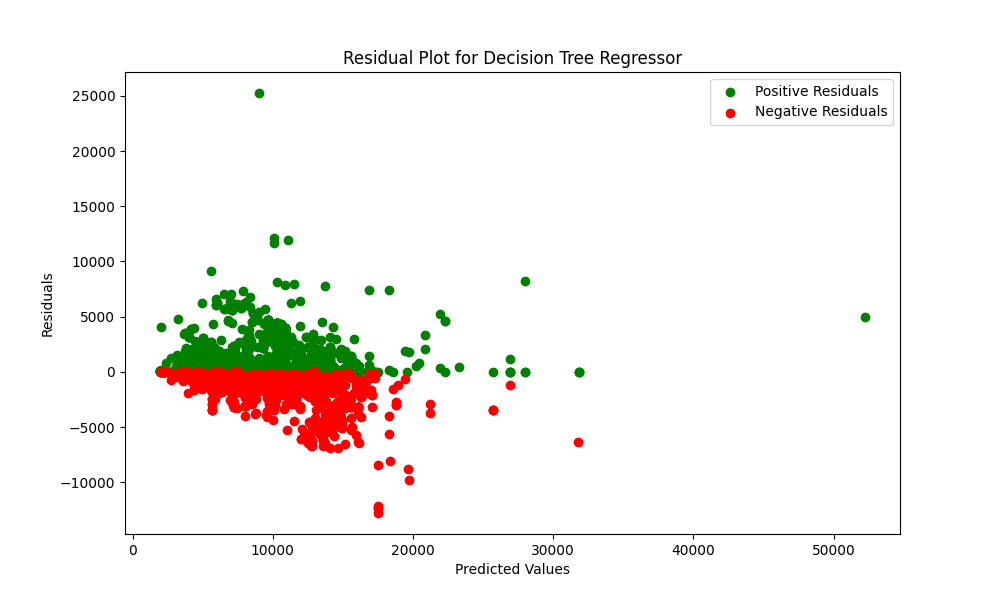 Residual Plot for Decision Tree Regressor
Positive Residuals
Negative Residuals
25000
20000
15000
10000
5000
0
−5000
−10000
Residuals
0
10000
20000
30000
40000
50000
Predicted Values